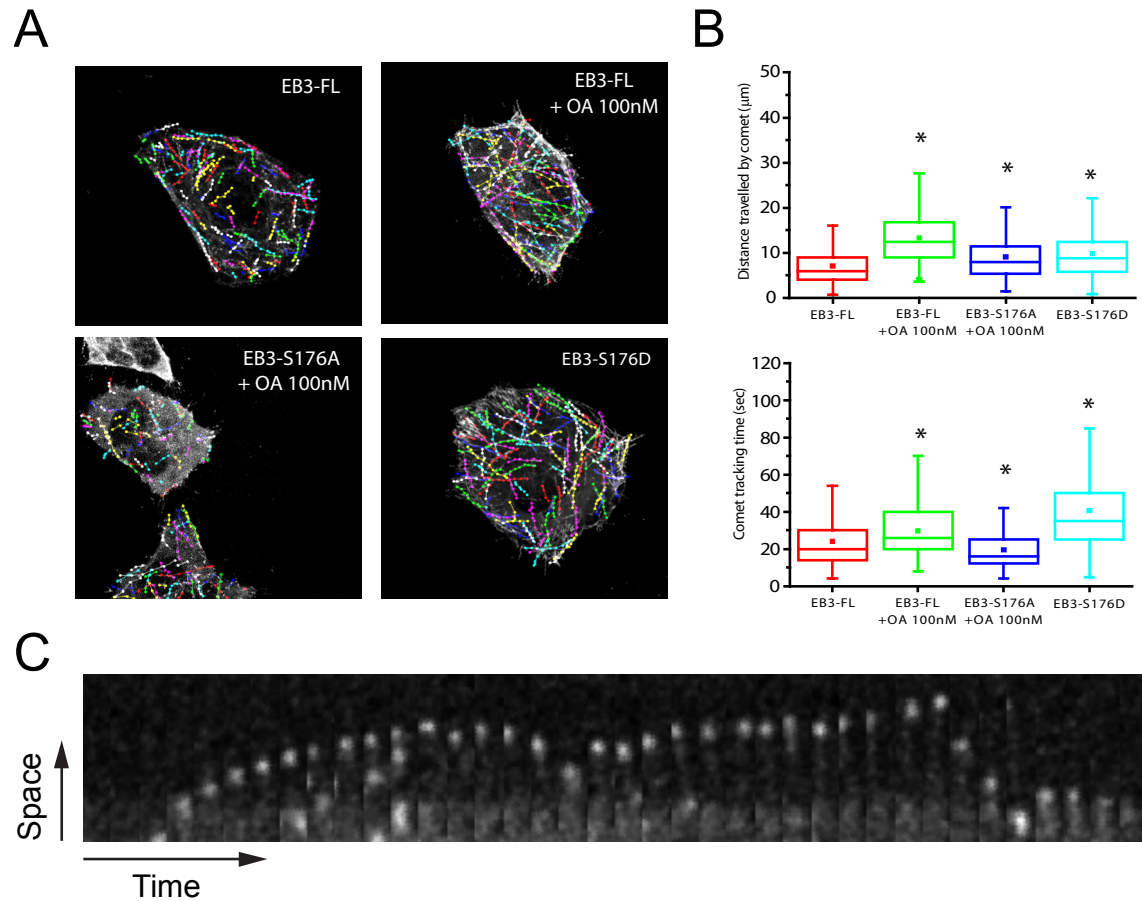 A
EB3-FL
EB3-FL
+ OA 100nM
EB3-S176A
+ OA 100nM
EB3-S176D
B
Distance travelled by comet (μm)
50
40
30
20
10
0
*
*
*
EB3-FL
EB3-FL
+OA 100nM
EB3-S176A
+OA 100nM
EB3-S176D
Comet tracking time (sec)
120
100
80
60
40
20
0
*
*
*
EB3-FL
EB3-FL
+OA 100nM
EB3-S176A
+OA 100nM
EB3-S176D
C
Space
Time